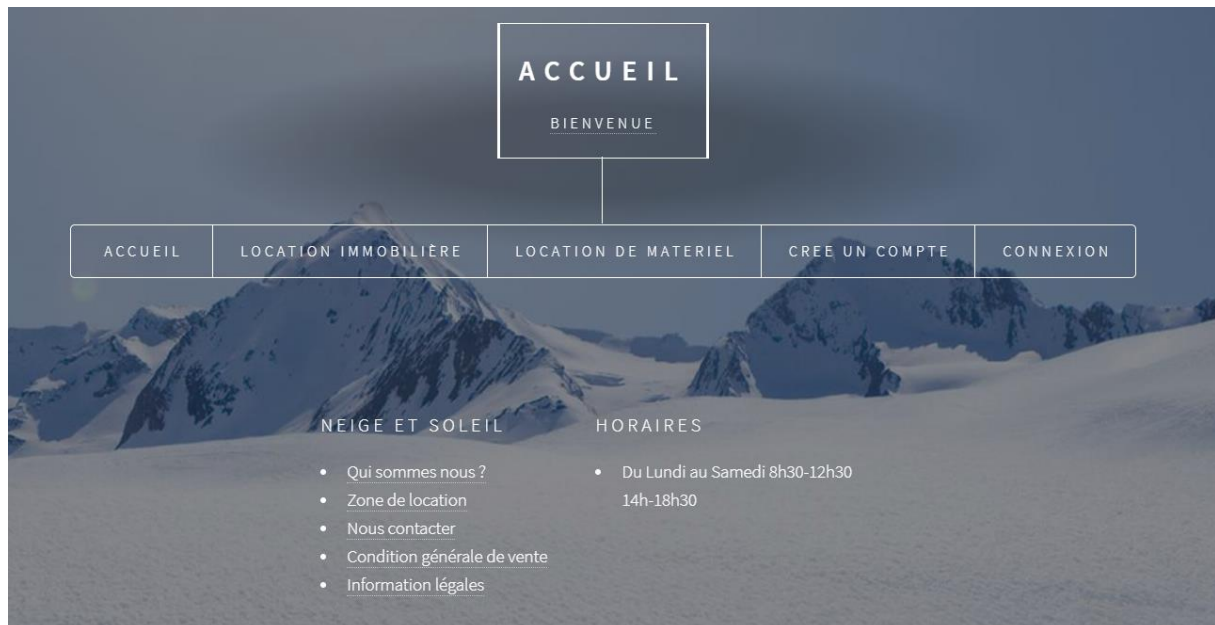 ACCUEIL
BIENVENUE
ACCUEIL
LOCATION IMMOBILIÈRE
LOCATION DE MATERIEL
CREE UN COMPTE
CONNEXION
NEIGE ET SOLEIL
Qui sommes nous ?
Zone de location
Nous contacter
Condition générale de vente
Information légales
HORAIRES
Du Lundi au Samedi 8h30-12h30
14h-18h30